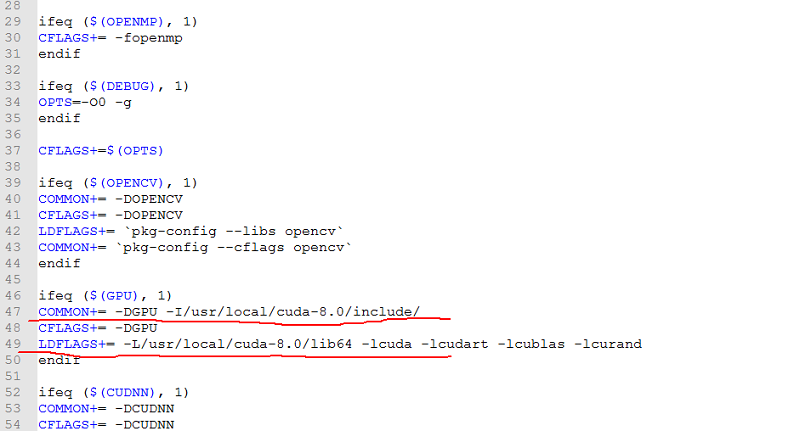 28
29 ifeq ($(OPENMP), 1)
30 CFLAGS+= -fopenmp
31 endif
32
33 ifeq ($(DEBUG), 1)
34 OPTS=-O0 -g
35 endif
36
37 CFLAGS+=$(OPTS)
38
39 ifeq ($(OPENCV), 1)
40 COMMON+= -DOPENCV
41 CFLAGS+= -DOPENCV
42 LDFLAGS+= `pkg-config --libs opencv`
43 COMMON+= `pkg-config --cflags opencv`
44 endif
45
46 ifeq ($(GPU), 1)
47 COMMON+= -DGPU -I/usr/local/cuda-8.0/include/
48 CFLAGS+= -DGPU
49 LDFLAGS+= -L/usr/local/cuda-8.0/lib64 -lcuda -lcudart -lcublas -lcurand
50 endif
51
52 ifeq ($(CUDNN), 1)
53 COMMON+= -DCUDNN
54 CFLAGS+= -DCUDNN